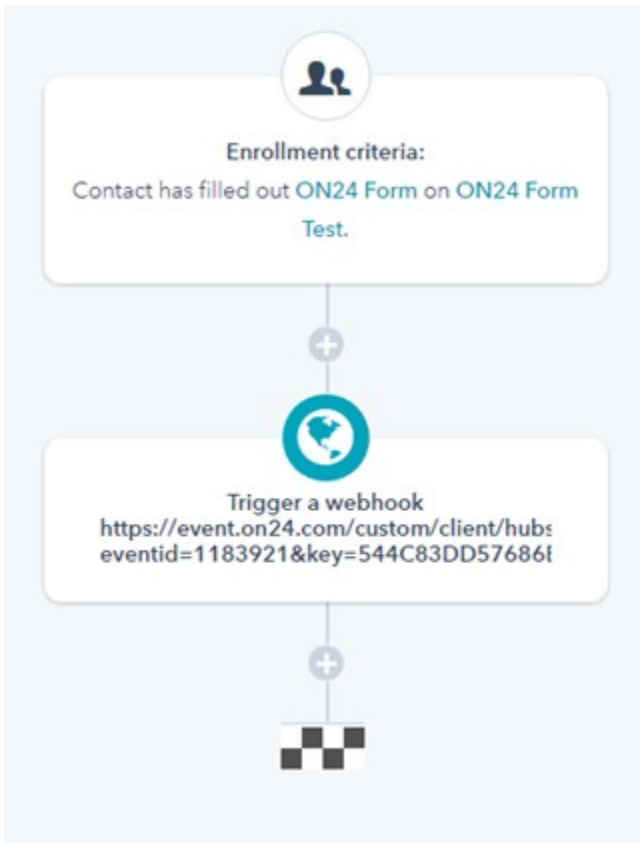 Enrollment criteria:
Contact has filled out ON24 Form on ON24 Form
Test.
Trigger a webhook
https://event.on24.com/custom/client/hubs
eventid=1183921&key=544C83DD57686